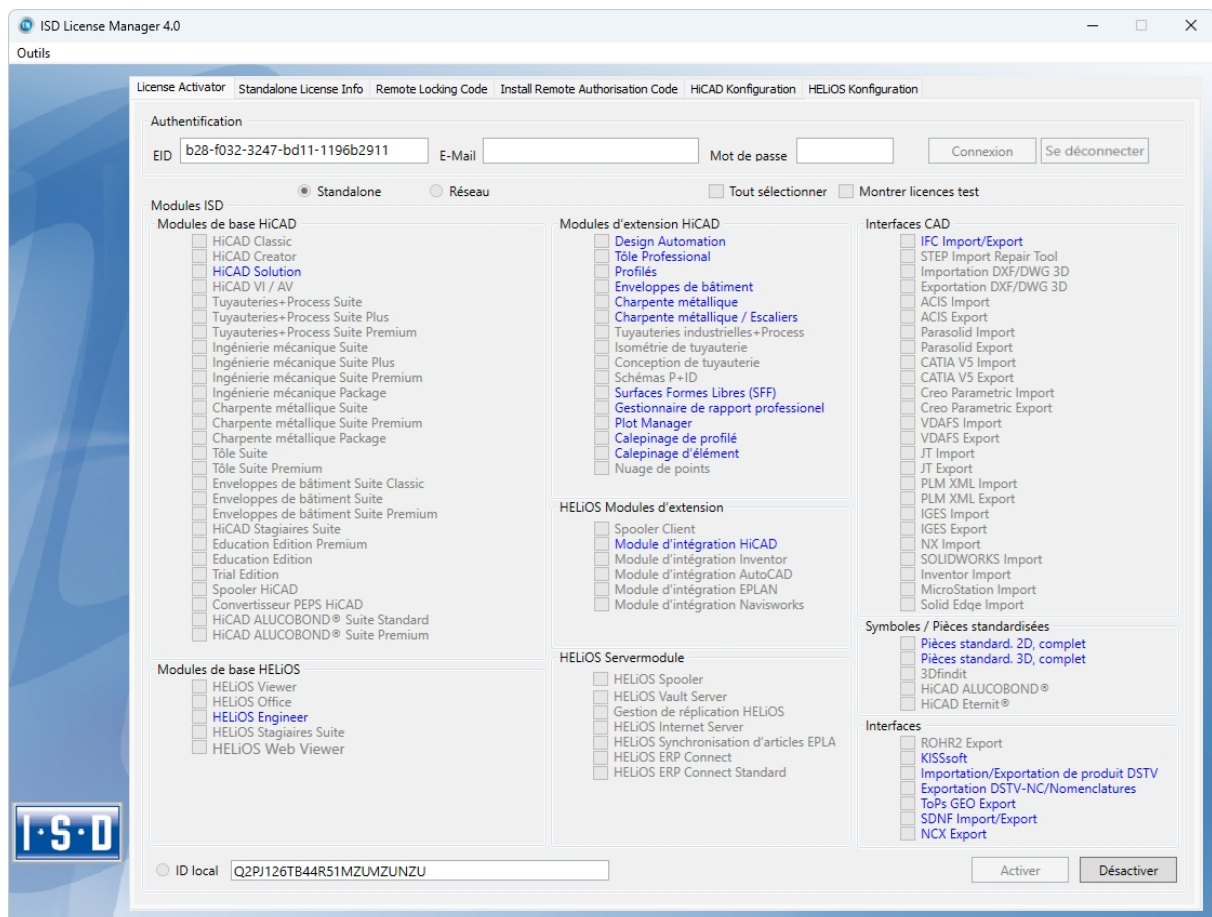 ISD License Manager 4.0
Outils
License Activator Standalone License Info Remote Locking Code Install Remote Authorisation Code HiCAD Konfiguration HELiOS Konfiguration
Authentification
EID b28-f032-3247-bd11-1196b2911 E-Mail Mot de passe Connexion Se déconnecter
Standalone Réseau Tout sélectionner Montrer licences test
Modules ISD
Modules de base HiCAD
HiCAD Classic
HiCAD Creator
HiCAD Solution
HiCAD VI / AV
Tuyauteries+Process Suite
Tuyauteries+Process Suite Plus
Tuyauteries+Process Suite Premium
Ingénierie mécanique Suite
Ingénierie mécanique Suite Plus
Ingénierie mécanique Suite Premium
Ingénierie mécanique Package
Charpente métallique Suite
Charpente métallique Suite Premium
Charpente métallique Package
Tôle Suite
Tôle Suite Premium
Enveloppes de bâtiment Suite Classic
Enveloppes de bâtiment Suite
Enveloppes de bâtiment Suite Premium
HiCAD Stagiaires Suite
Education Edition Premium
Education Edition
Trial Edition
Spooler HiCAD
Convertisseur PEPS HiCAD
HiCAD ALUCOBOND® Suite Standard
HiCAD ALUCOBOND® Suite Premium
Modules de base HELiOS
HELiOS Viewer
HELiOS Office
HELiOS Engineer
HELiOS Stagiaires Suite
HELiOS Web Viewer
Modules d'extension HiCAD
Design Automation
Tôle Professional
Profilés
Enveloppes de bâtiment
Charpente métallique
Charpente métallique / Escaliers
Tuyauteries industrielles+Process
Isométrie de tuyauterie
Conception de tuyauterie
Schémas P+ID
Surfaces Formes Libres (SFF)
Gestionnaire de rapport professionel
Plot Manager
Calepinage de profilé
Calepinage d'élément
Nuage de points
HELiOS Modules d'extension
Spooler Client
Module d'intégration HiCAD
Module d'intégration Inventor
Module d'intégration AutoCAD
Module d'intégration EPLAN
Module d'intégration Navisworks
HELiOS Servermodule
HELiOS Spooler
HELiOS Vault Server
Gestion de réplication HELiOS
HELiOS Internet Server
HELiOS Synchronisation d'articles EPLA
HELiOS ERP Connect
HELiOS ERP Connect Standard
Interfaces CAD
IFC Import/Export
STEP Import Repair Tool
Importation DXF/DWG 3D
Exportation DXF/DWG 3D
ACIS Import
ACIS Export
Parasolid Import
Parasolid Export
CATIA V5 Import
CATIA V5 Export
Creo Parametric Import
Creo Parametric Export
VDAFS Import
VDAFS Export
JT Import
JT Export
PLM XML Import
PLM XML Export
IGES Import
IGES Export
NX Import
SOLIDWORKS Import
Inventor Import
MicroStation Import
Solid Edge Import
Symboles / Pièces standardisées
Pièces standard. 2D, complet
Pièces standard. 3D, complet
3Dfindit
HiCAD ALUCOBOND®
HiCAD Eternit®
Interfaces
ROHR2 Export
KISSsoft
Importation/Exportation de produit DSTV
Exportation DSTV-NC/Nomenclatures
ToPs GEO Export
SDNF Import/Export
NCX Export
I·S·D
ID local Q2PJ126TB44R51MZUMZUNZU Activer Désactiver